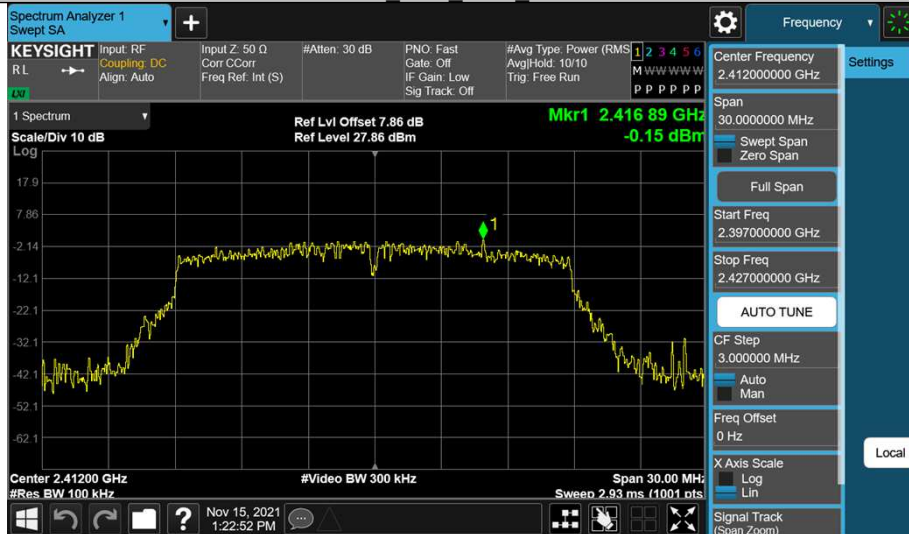 Spectrum Analyzer 1
Swept SA
+
Frequency
KEYSIGHT
RL
LXI
Input: RF
Coupling: DC
Align: Auto
Input Z: 50 Ω
Corr CCorr
Freq Ref: Int (S)
#Atten: 30 dB
PNO: Fast
Gate: Off
IF Gain: Low
Sig Track: Off
#Avg Type: Power (RMS
Avg|Hold: 10/10
Trig: Free Run
1 2 3 4 5 6
M W W W W W
P P P P P P
1 Spectrum
Scale/Div 10 dB
Log
Ref Lvl Offset 7.86 dB
Ref Level 27.86 dBm
Mkr1 2.416 89 GHz
-0.15 dBm
17.9
7.86
-2.14
-12.1
-22.1
-32.1
-42.1
-52.1
-62.1
1
Center 2.41200 GHz
#Res BW 100 kHz
#Video BW 300 kHz
Span 30.00 MHz
Sweep 2.93 ms (1001 pts
?
Nov 15, 2021
1:22:52 PM
Center Frequency
2.412000000 GHz
Span
30.0000000 MHz
Swept Span
Zero Span
Full Span
Start Freq
2.397000000 GHz
Stop Freq
2.427000000 GHz
AUTO TUNE
CF Step
3.000000 MHz
Auto
Man
Freq Offset
0 Hz
X Axis Scale
Log
Lin
Signal Track
(Span Zoom)
Settings
Local